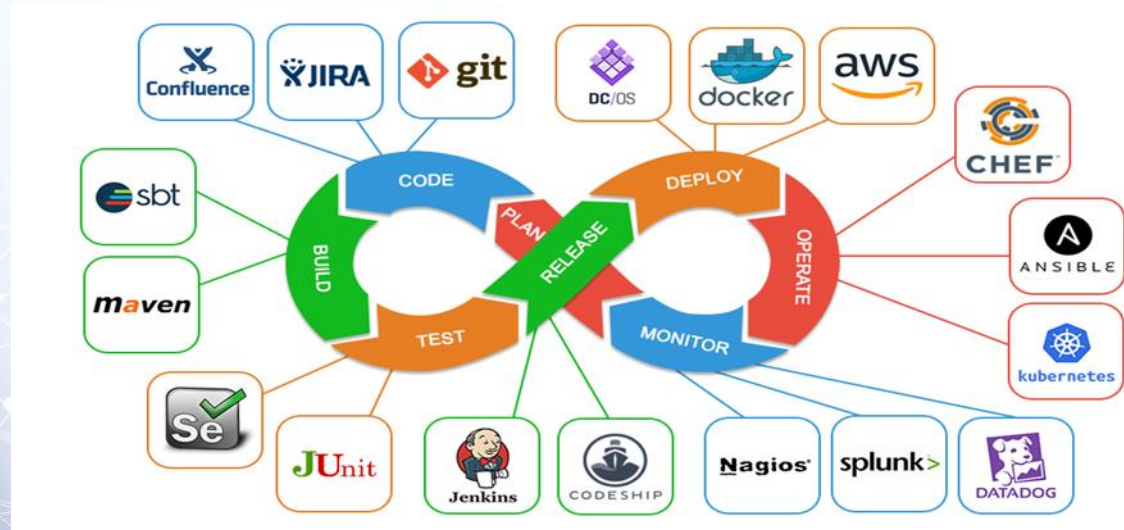 Confluence
JIRA
git
DC/OS
docker
aws
CHEF™
sbt
CODE
DEPLOY
PLAN
RELEASE
OPERATE
ANSIBLE
BUILD
maven
TEST
MONITOR
kubernetes
Se
JUnit
Jenkins
CODESHIP
Nagios®
splunk>
DATADOG